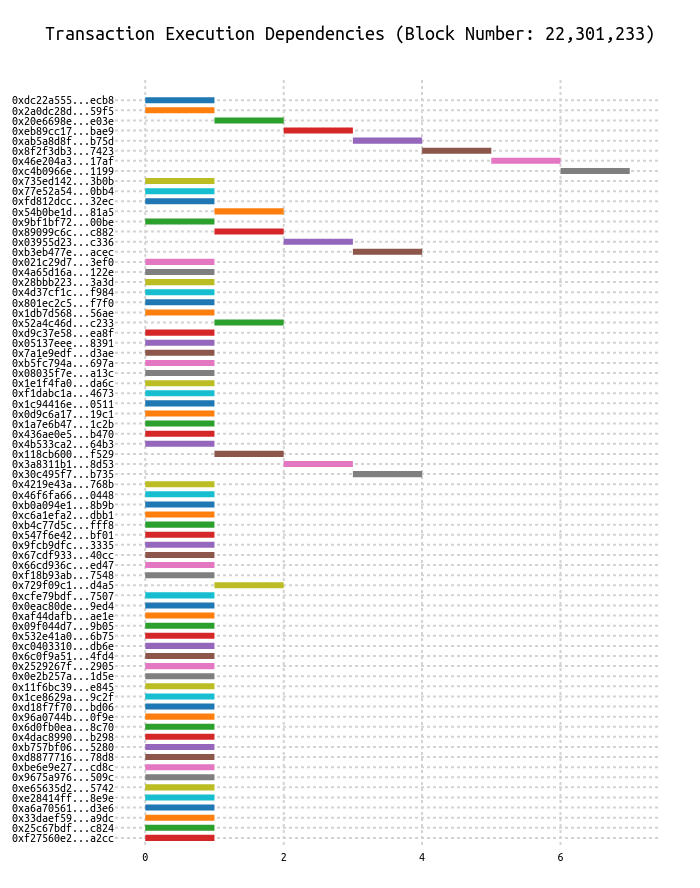 Transaction Execution Dependencies (Block Number: 22,301,233)
0xdc22a555...ecb8
0x2a0dc28d...59f5
0x20e6698e...e03e
0xeb89cc17...bae9
0xab5a8d8f...b75d
0x8f2f3db3...7423
0x46e204a3...17af
0xc4b0966e...1199
0x735ed142...3b0b
0x77e52a54...0bb4
0xfd812dcc...32ec
0x54b0be1d...81a5
0x9bf1bf72...00be
0x89099c6c...c882
0x03955d23...c336
0xb3eb477e...acec
0x021c29d7...3ef0
0x4a65d16a...122e
0x28bbb223...3a3d
0x4d37cf1c...f984
0x801ec2c5...f7f0
0x1db7d568...56ae
0x52a4c46d...c233
0xd9c37e58...ea8f
0x05137eee...8391
0x7a1e9edf...d3ae
0xb5fc794a...697a
0x08035f7e...a13c
0x1e1f4fa0...da6c
0xf1dabc1a...4673
0x1c94416e...0511
0x0d9c6a17...19c1
0x1a7e6b47...1c2b
0x436ae0e5...b470
0x4b533ca2...64b3
0x118cb600...f529
0x3a8311b1...8d53
0x30c495f7...b735
0x4219e43a...768b
0x46f6fa66...0448
0xb0a094e1...8b9b
0xc6a1efa2...dbb1
0xb4c77d5c...fff8
0x547f6e42...bf01
0x9fcb9dfc...3335
0x67cdf933...40cc
0x66cd936c...ed47
0xf18b93ab...7548
0x729f09c1...d4a5
0xcfe79bdf...7507
0x0eac80de...9ed4
0xaf44dafb...ae1e
0x09f044d7...9b05
0x532e41a0...6b75
0xc0403310...db6e
0x6c0f9a51...4fd4
0x2529267f...2905
0x0e2b257a...1d5e
0x11f6bc39...e845
0x1ce8629a...9c2f
0xd18f7f70...bd06
0x96a0744b...0f9e
0x6d0fb0ea...8c70
0x4dac8990...b298
0xb757bf06...5280
0xd8877716...78d8
0xbe6e9e27...cd8c
0x9675a976...509c
0xe65635d2...5742
0xe28414ff...8e9e
0xa6a70561...d3e6
0x33daef59...a9dc
0x25c67bdf...c824
0xf27560e2...a2cc
0 2 4 6